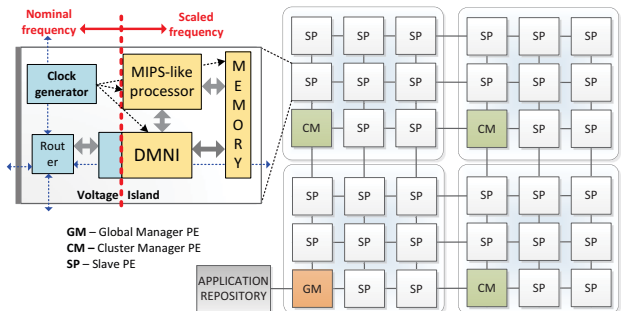 Nominal frequency
Scaled frequency
Clock generator
MIPS-like processor
MEMORY
Rout er
DMNI
Voltage Island
GM – Global Manager PE
CM – Cluster Manager PE
SP – Slave PE
APPLICATION REPOSITORY
SP SP SP SP SP SP
SP SP SP SP SP SP
CM SP SP CM SP SP
SP SP SP SP SP SP
SP SP SP SP SP SP
GM SP SP CM SP SP